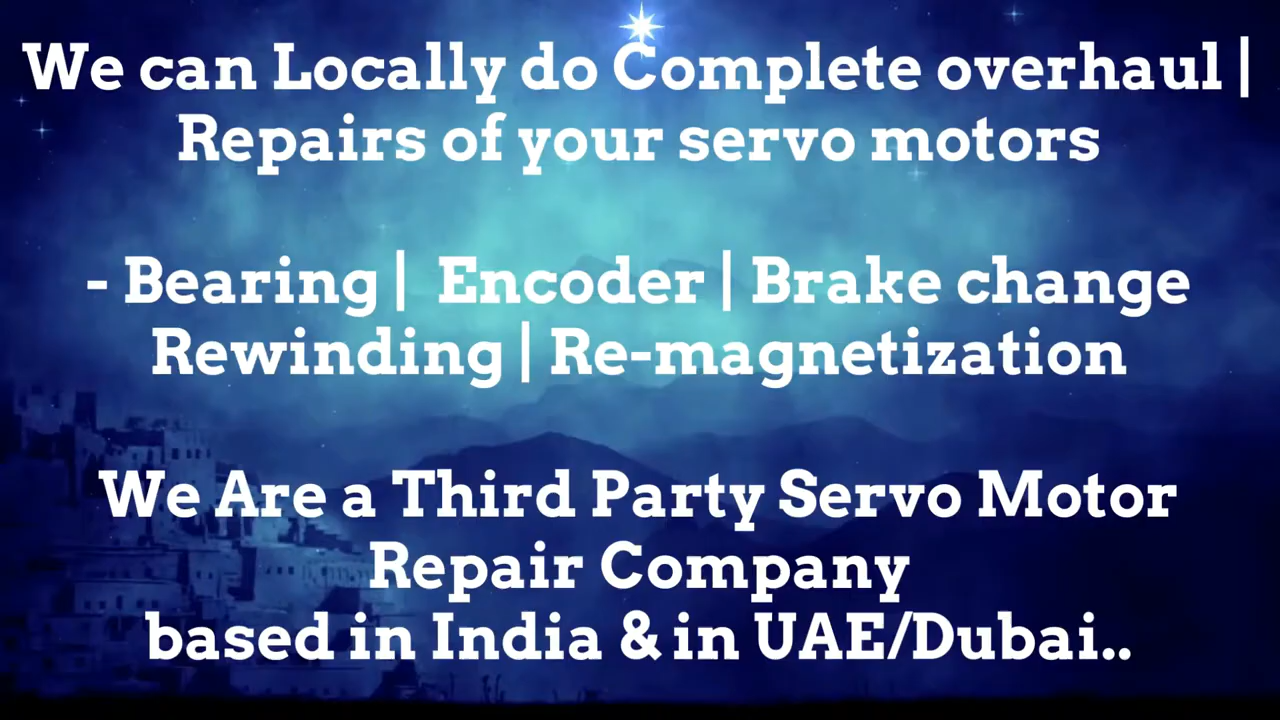 We can Locally do Complete overhaul |
Repairs of your servo motors
- Bearing | Encoder | Brake change
Rewinding | Re-magnetization
We Are a Third Party Servo Motor
Repair Company
based in India & in UAE/Dubai..